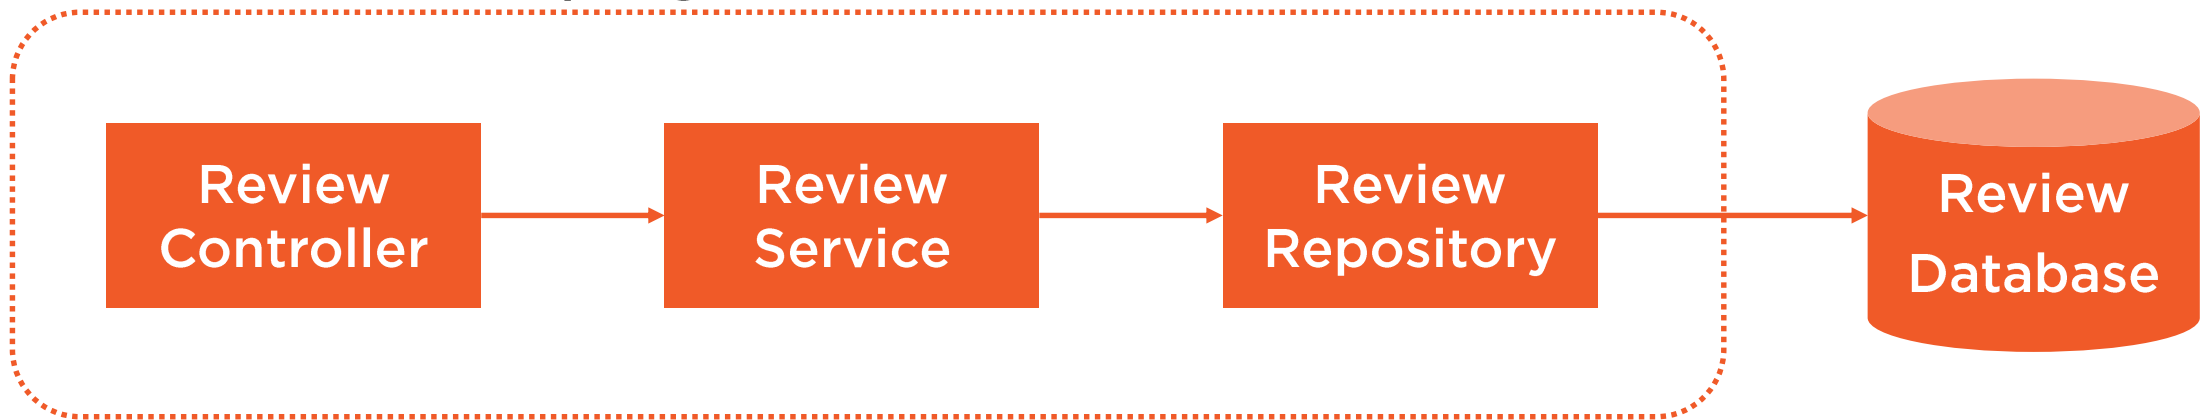 Review
Controller
Review
Service
Review
Repository
Review
Database